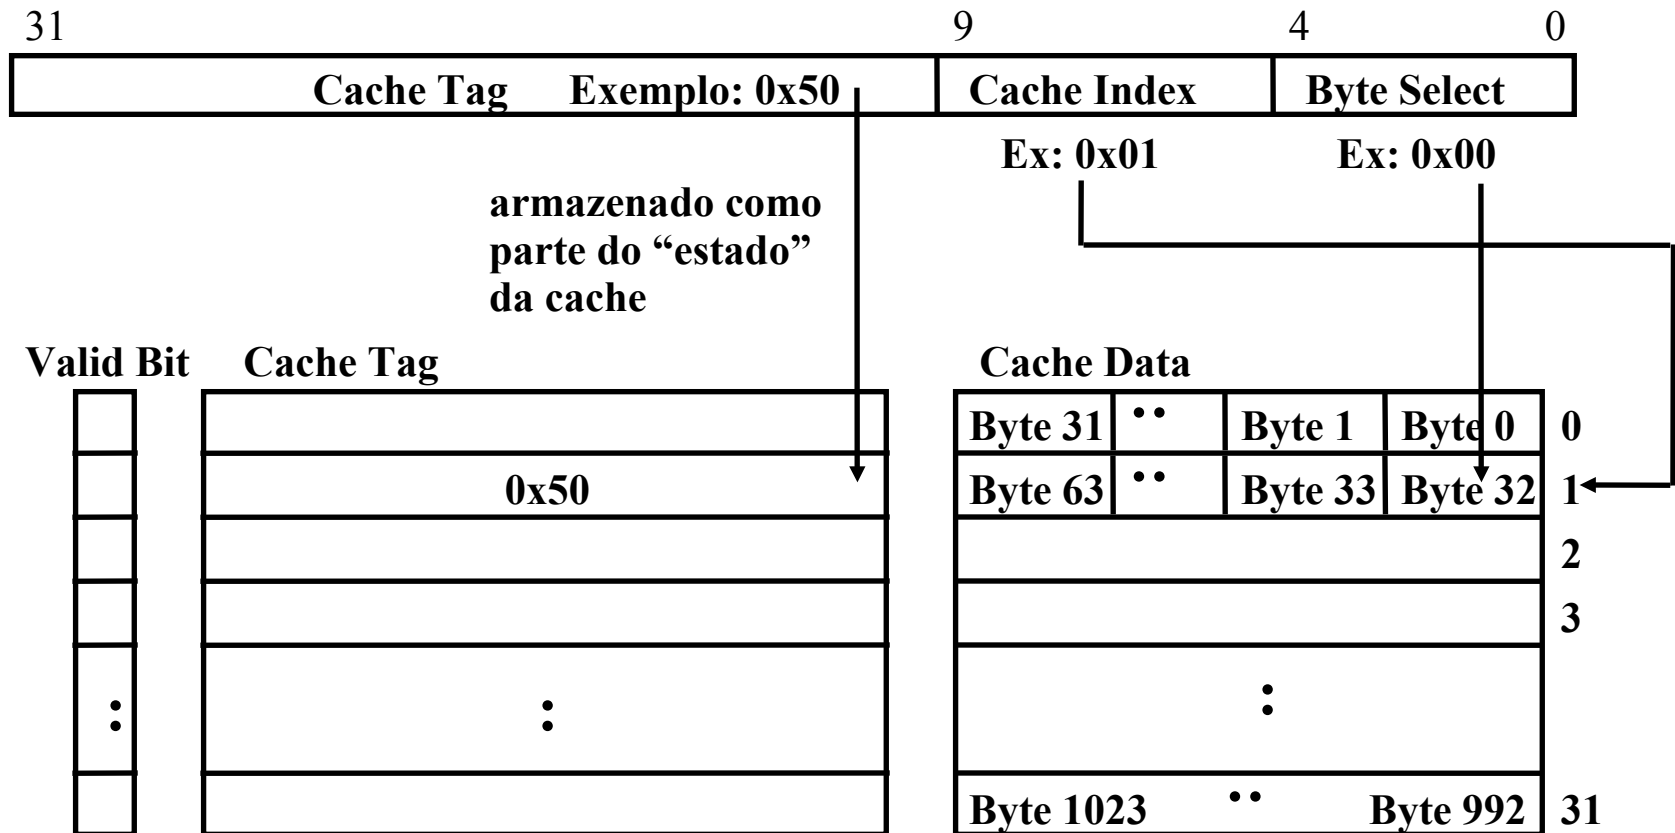 31 9 4 0
Cache Tag Exemplo: 0x50 Cache Index Byte Select
Ex: 0x01 Ex: 0x00
armazenado como
parte do “estado”
da cache
Valid Bit Cache Tag Cache Data
Byte 31 .. Byte 1 Byte 0 0
0x50 Byte 63 .. Byte 33 Byte 32 1
2
3
: : :
Byte 1023 .. Byte 992 31